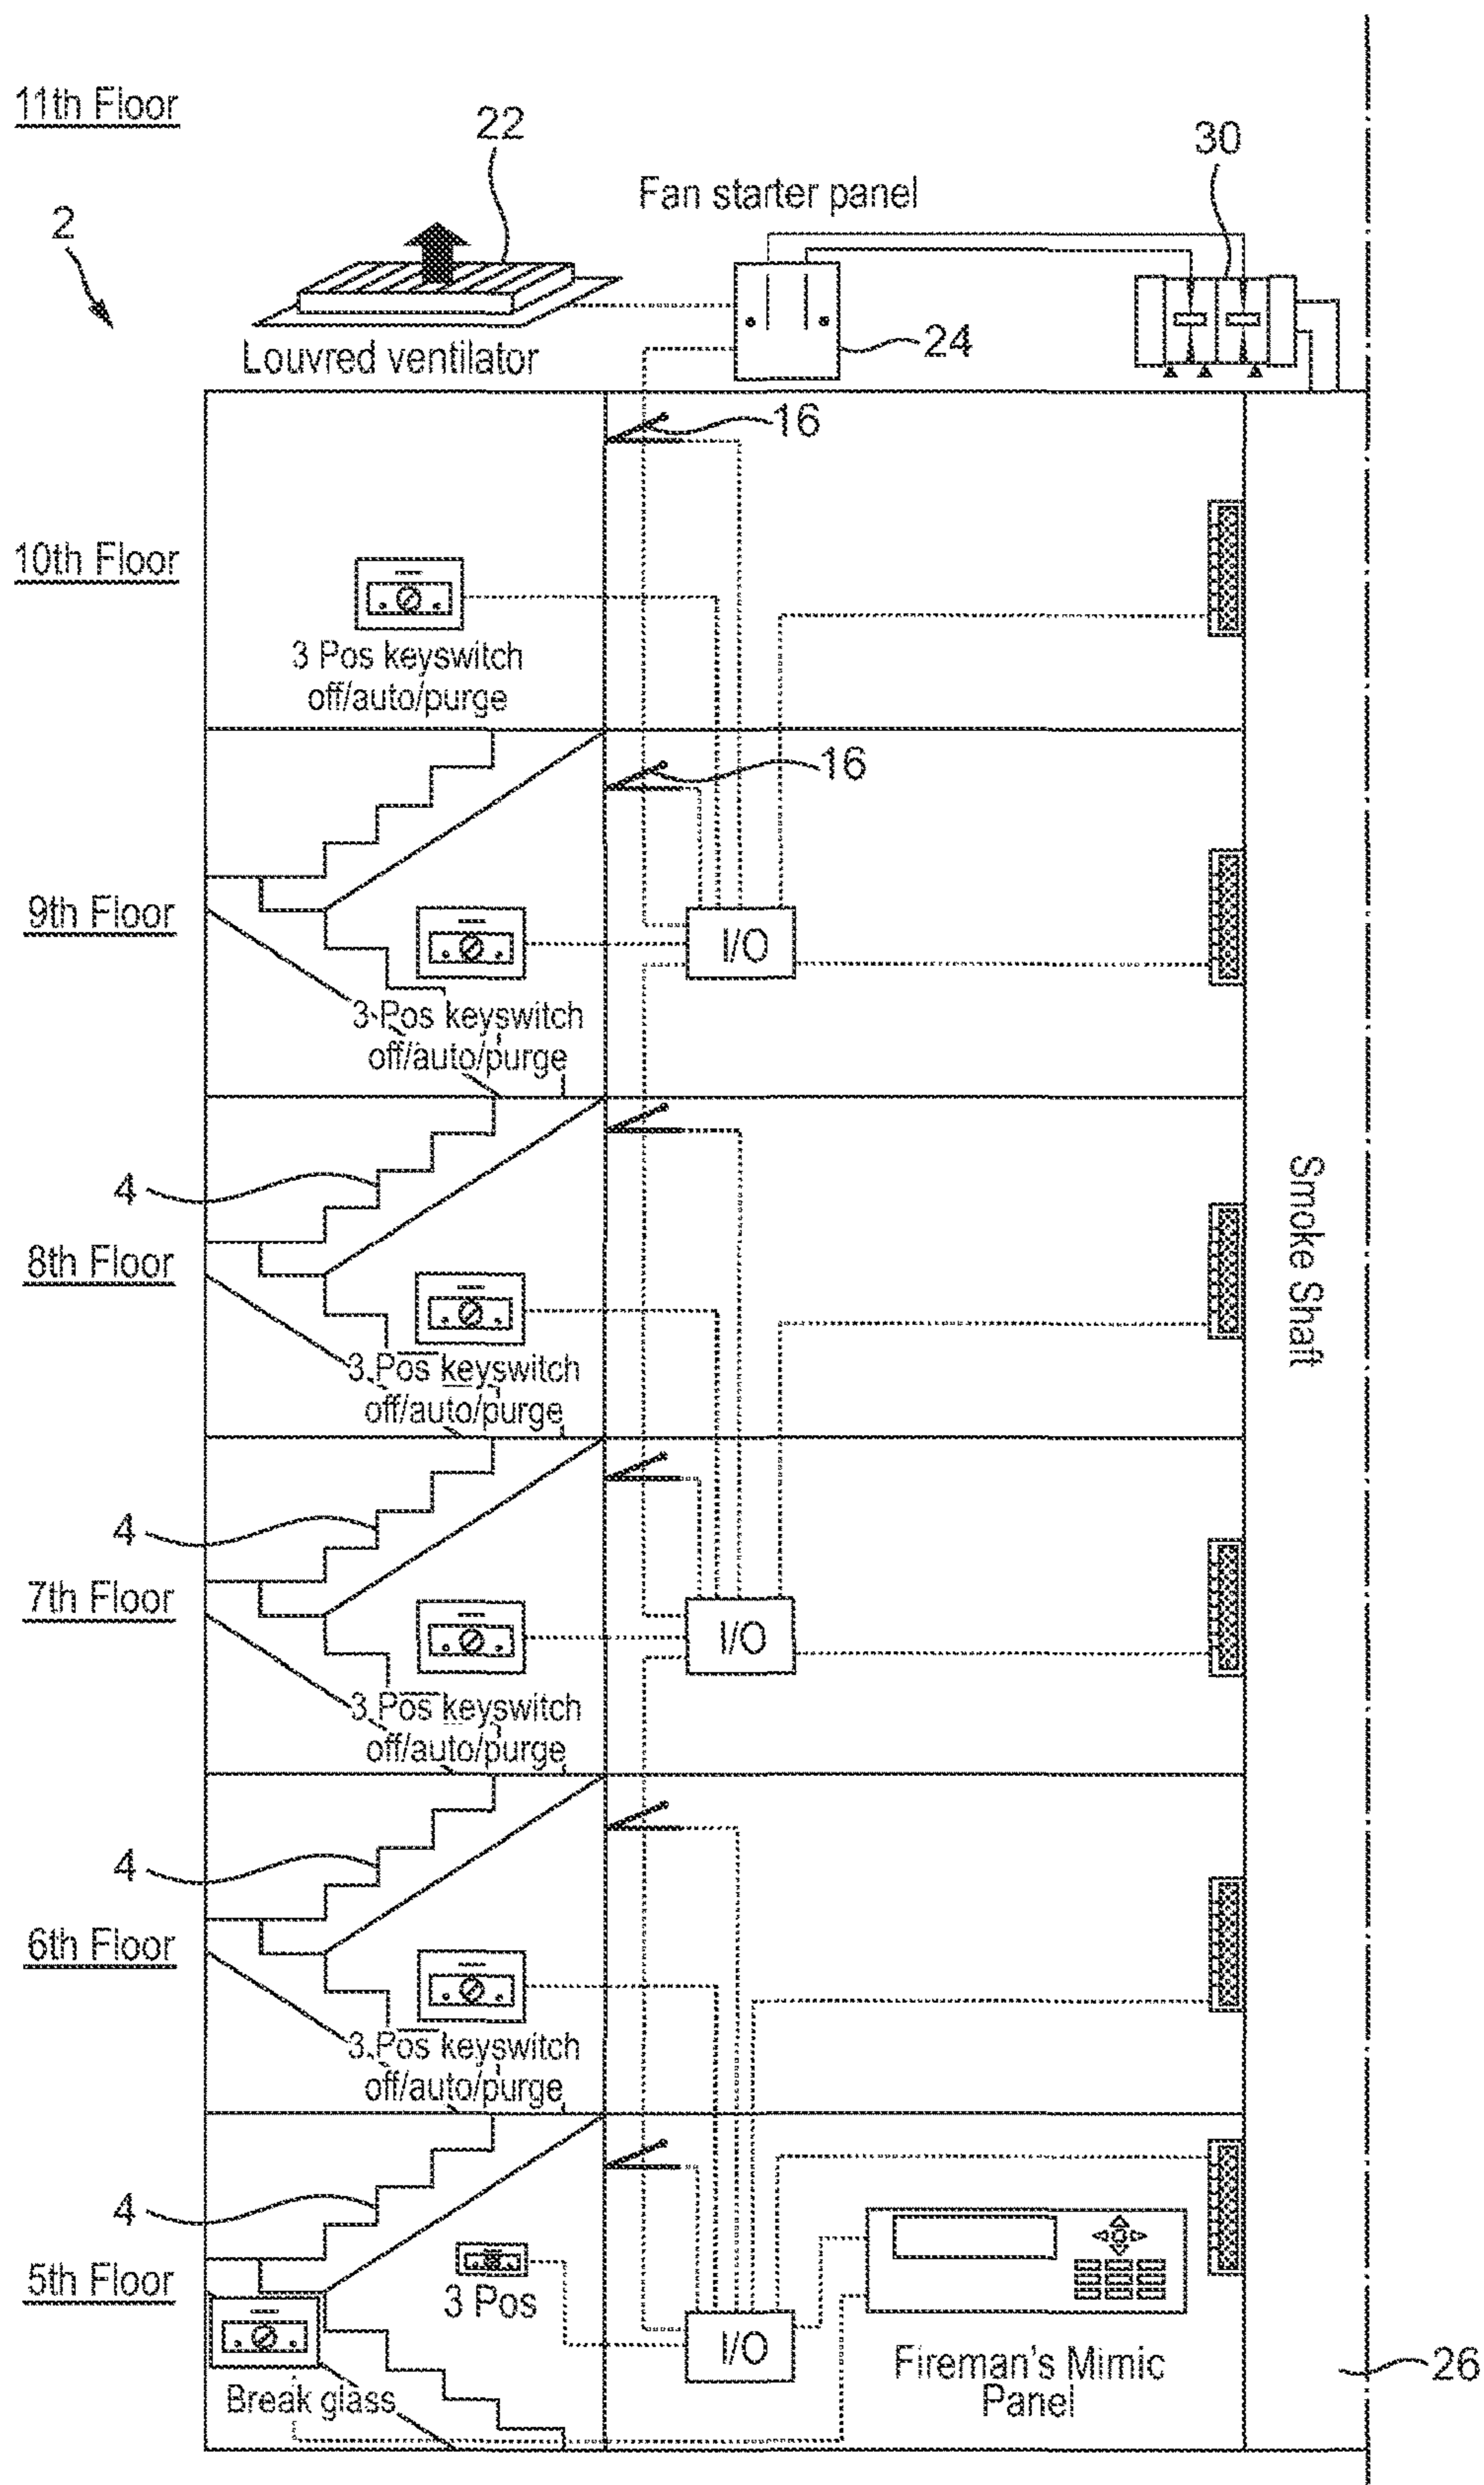 11th Floor
22
30
Fan starter panel
2
24
Louvred ventilator
16
10th Floor
3 Pos keyswitch
off/auto/purge
16
9th Floor
I/O
3 Pos keyswitch
off/auto/purge
4
Smoke Shaft
8th Floor
3 Pos keyswitch
off/auto/purge
4
7th Floor
I/O
3 Pos keyswitch
off/auto/purge
4
6th Floor
3 Pos keyswitch
off/auto/purge
4
5th Floor
3 Pos
I/O
Fireman's Mimic
Panel
26
Break glass